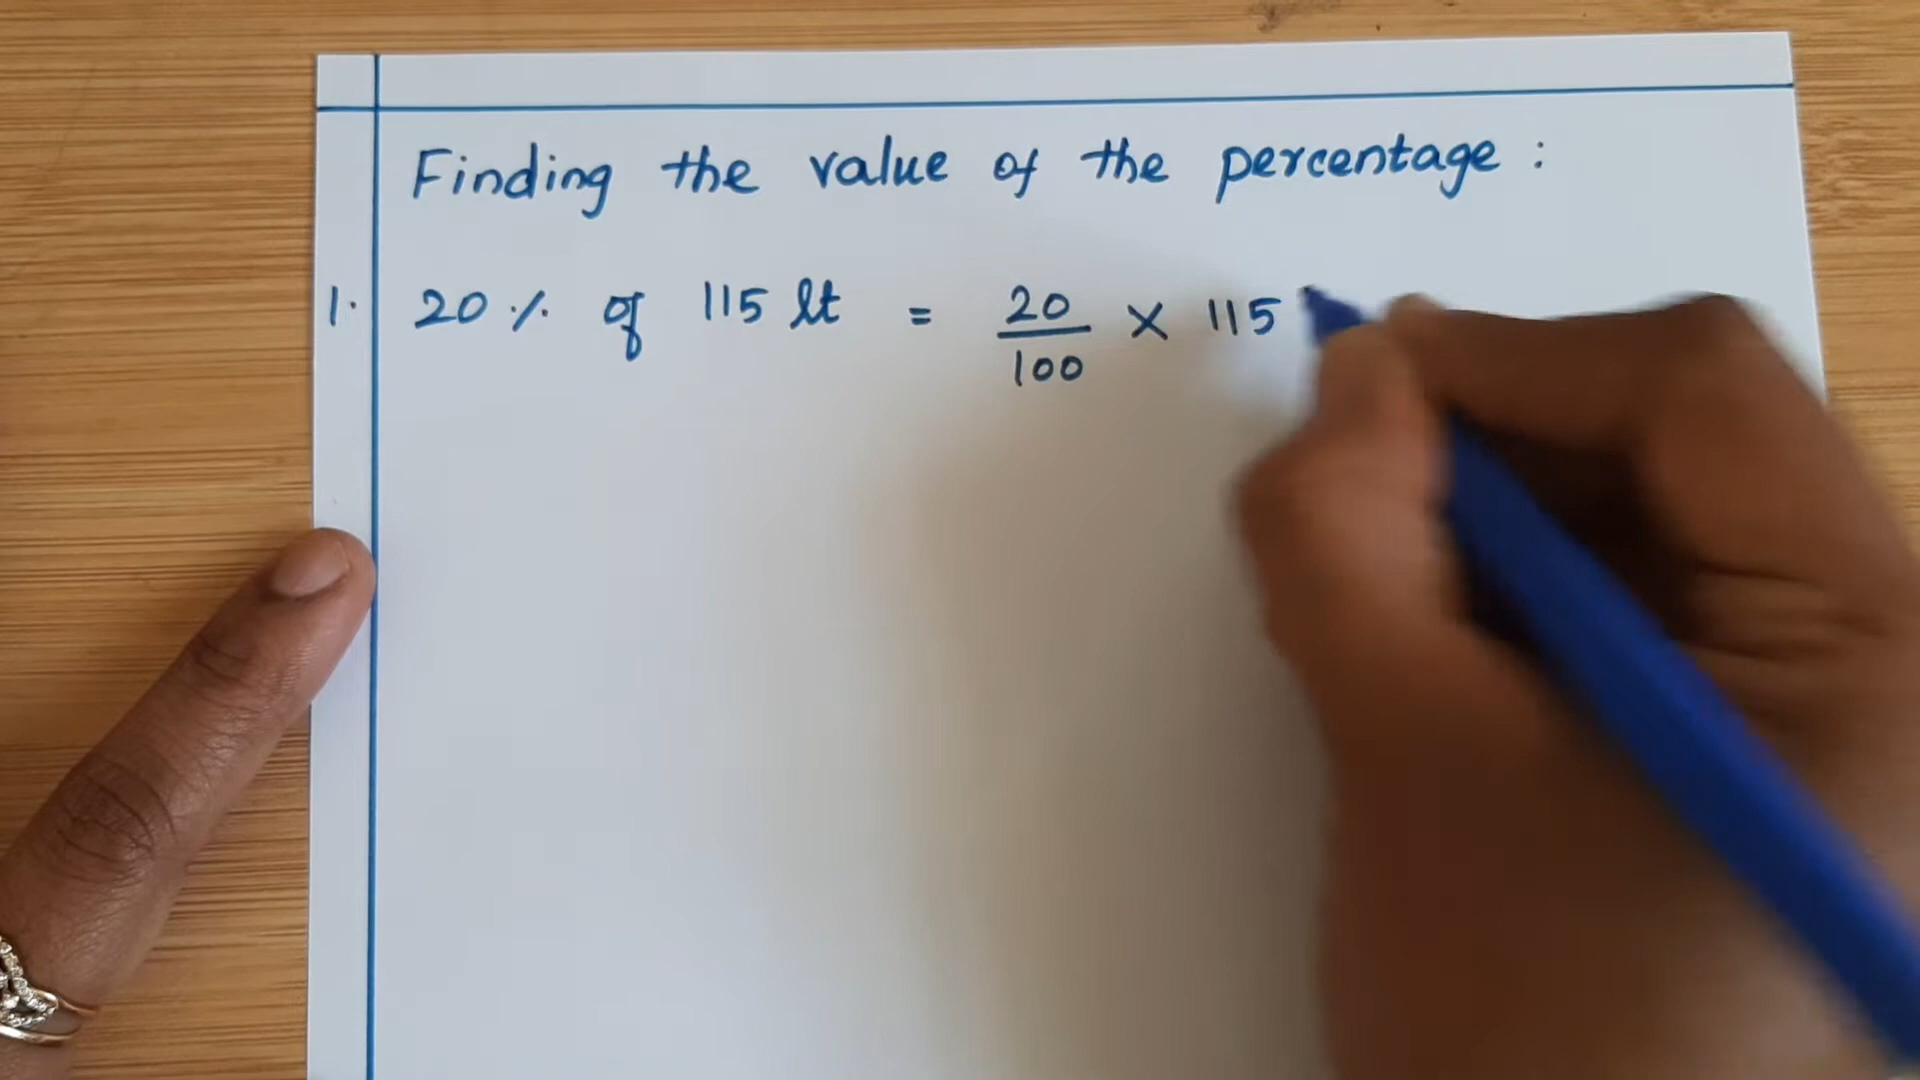 Finding the value of the percentage :
1. 20 % of 115 lt = 20/100 × 115